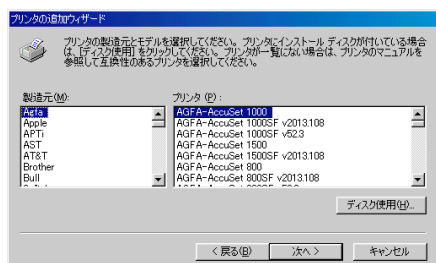 プリンタの追加ウィザード
プリンタの製造元とモデルを選択してください。プリンタにインストール ディスクが付いている場合
は、[ディスク使用] をクリックしてください。プリンタが一覧にない場合は、プリンタのマニュアルを
参照して互換性のあるプリンタを選択してください。
製造元(M):
プリンタ (P) :
Agfa
Apple
APTi
AST
AT&T
Brother
Bull
AGFA-AccuSet 1000
AGFA-AccuSet 1000SF v2013.108
AGFA-AccuSet 1000SF v52.3
AGFA-AccuSet 1500
AGFA-AccuSet 1500SF v2013.108
AGFA-AccuSet 800
AGFA-AccuSet 800SF v2013.108
ディスク使用(H)...
< 戻る(B)
次へ >
キャンセル